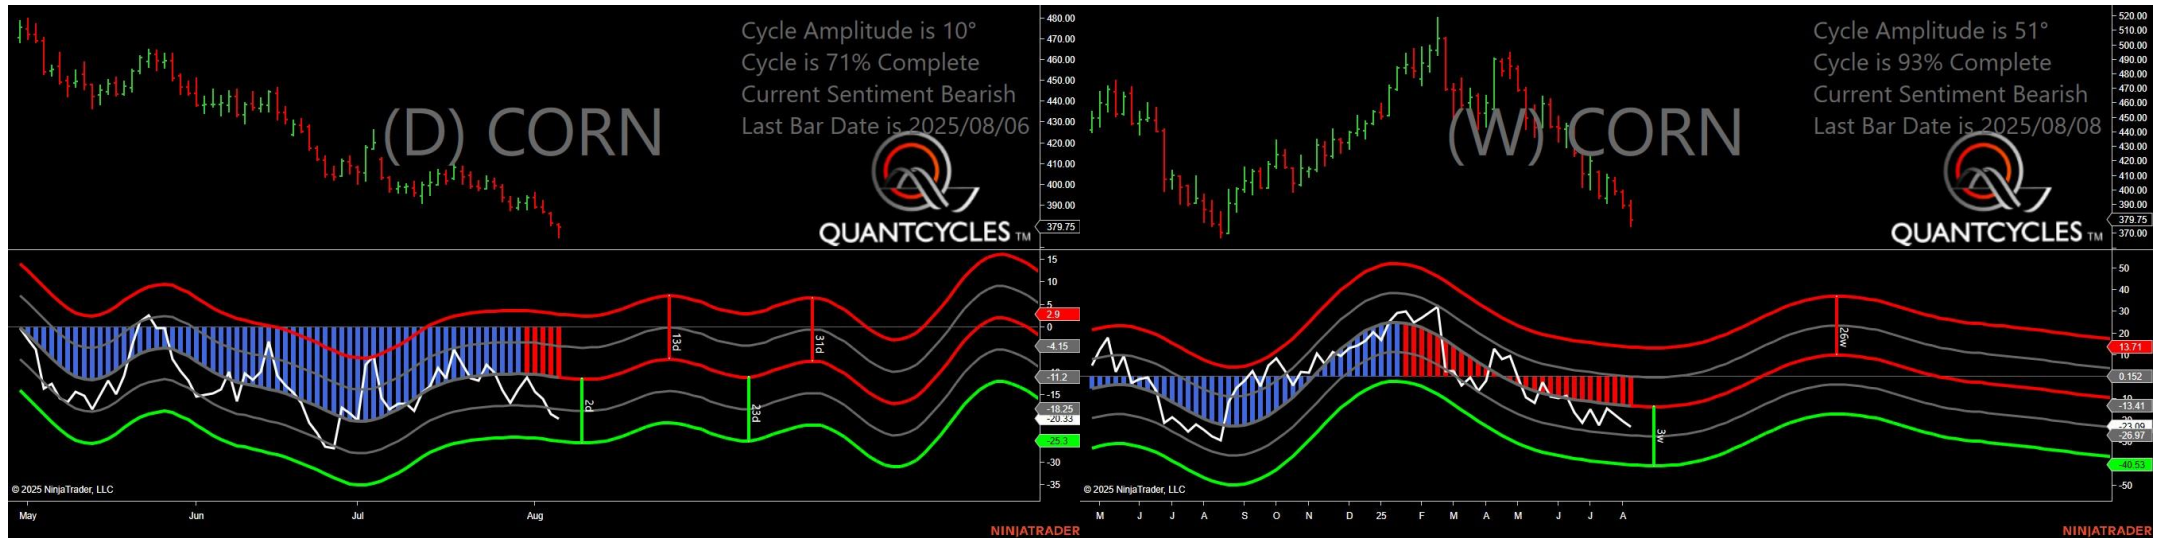 Cycle Amplitude is 10°
Cycle is 71% Complete
Current Sentiment Bearish
Last Bar Date is 2025/08/06
(D) CORN
QUANTCYCLES TM
480.00
470.00
460.00
450.00
440.00
430.00
420.00
410.00
400.00
390.00
379.75
15
10
5
2.9
0
-4.15
-11.2
-15
-18.25
-20.33
-25.3
-30
-35
13d
31d
2d
23d
© 2025 NinjaTrader, LLC
May Jun Jul Aug
NINJATRADER
Cycle Amplitude is 51°
Cycle is 93% Complete
Current Sentiment Bearish
Last Bar Date is 2025/08/08
(W) CORN
QUANTCYCLES TM
520.00
510.00
500.00
490.00
480.00
470.00
460.00
450.00
440.00
430.00
420.00
410.00
400.00
390.00
379.75
370.00
50
40
30
20
13.71
10
0.152
-13.41
-23.09
-26.97
-40.53
-50
26w
3w
© 2025 NinjaTrader, LLC
M J J A S O N D 25 F M A M J J A
NINJATRADER